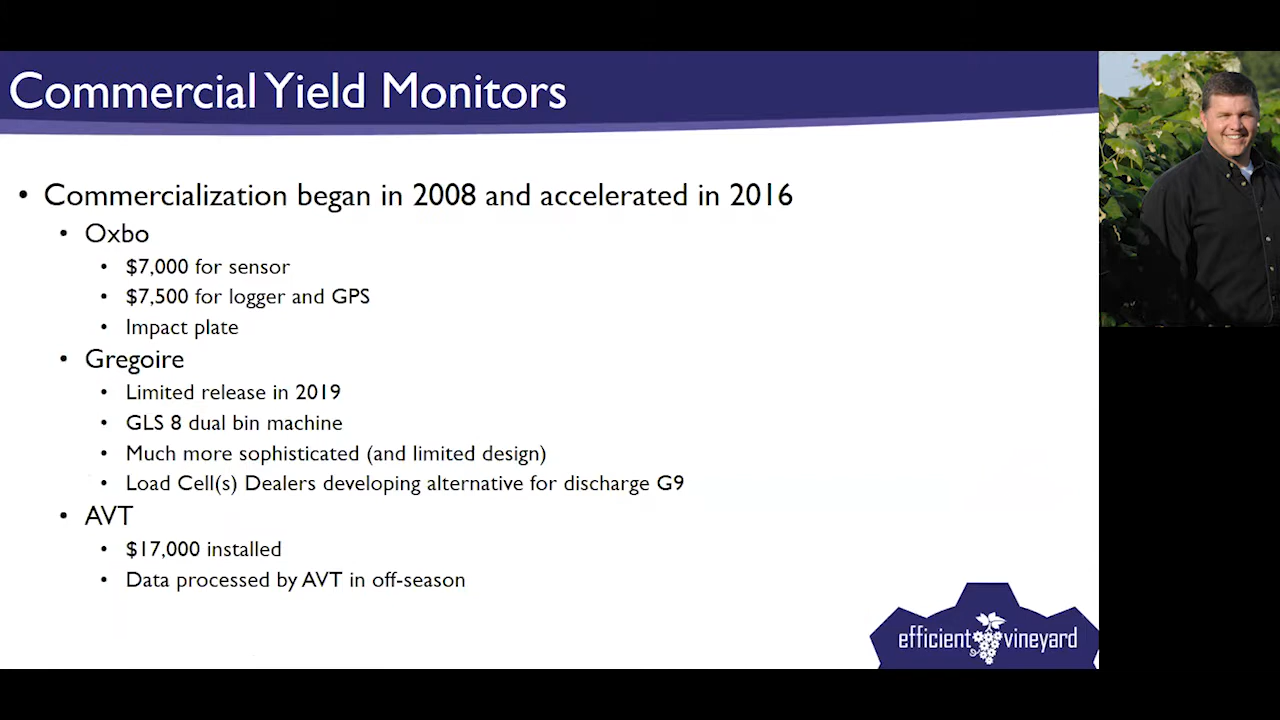 Commercial Yield Monitors
• Commercialization began in 2008 and accelerated in 2016
• Oxbo
• $7,000 for sensor
• $7,500 for logger and GPS
• Impact plate
• Gregoire
• Limited release in 2019
• GLS 8 dual bin machine
• Much more sophisticated (and limited design)
• Load Cell(s) Dealers developing alternative for discharge G9
• AVT
• $17,000 installed
• Data processed by AVT in off-season
efficient vineyard